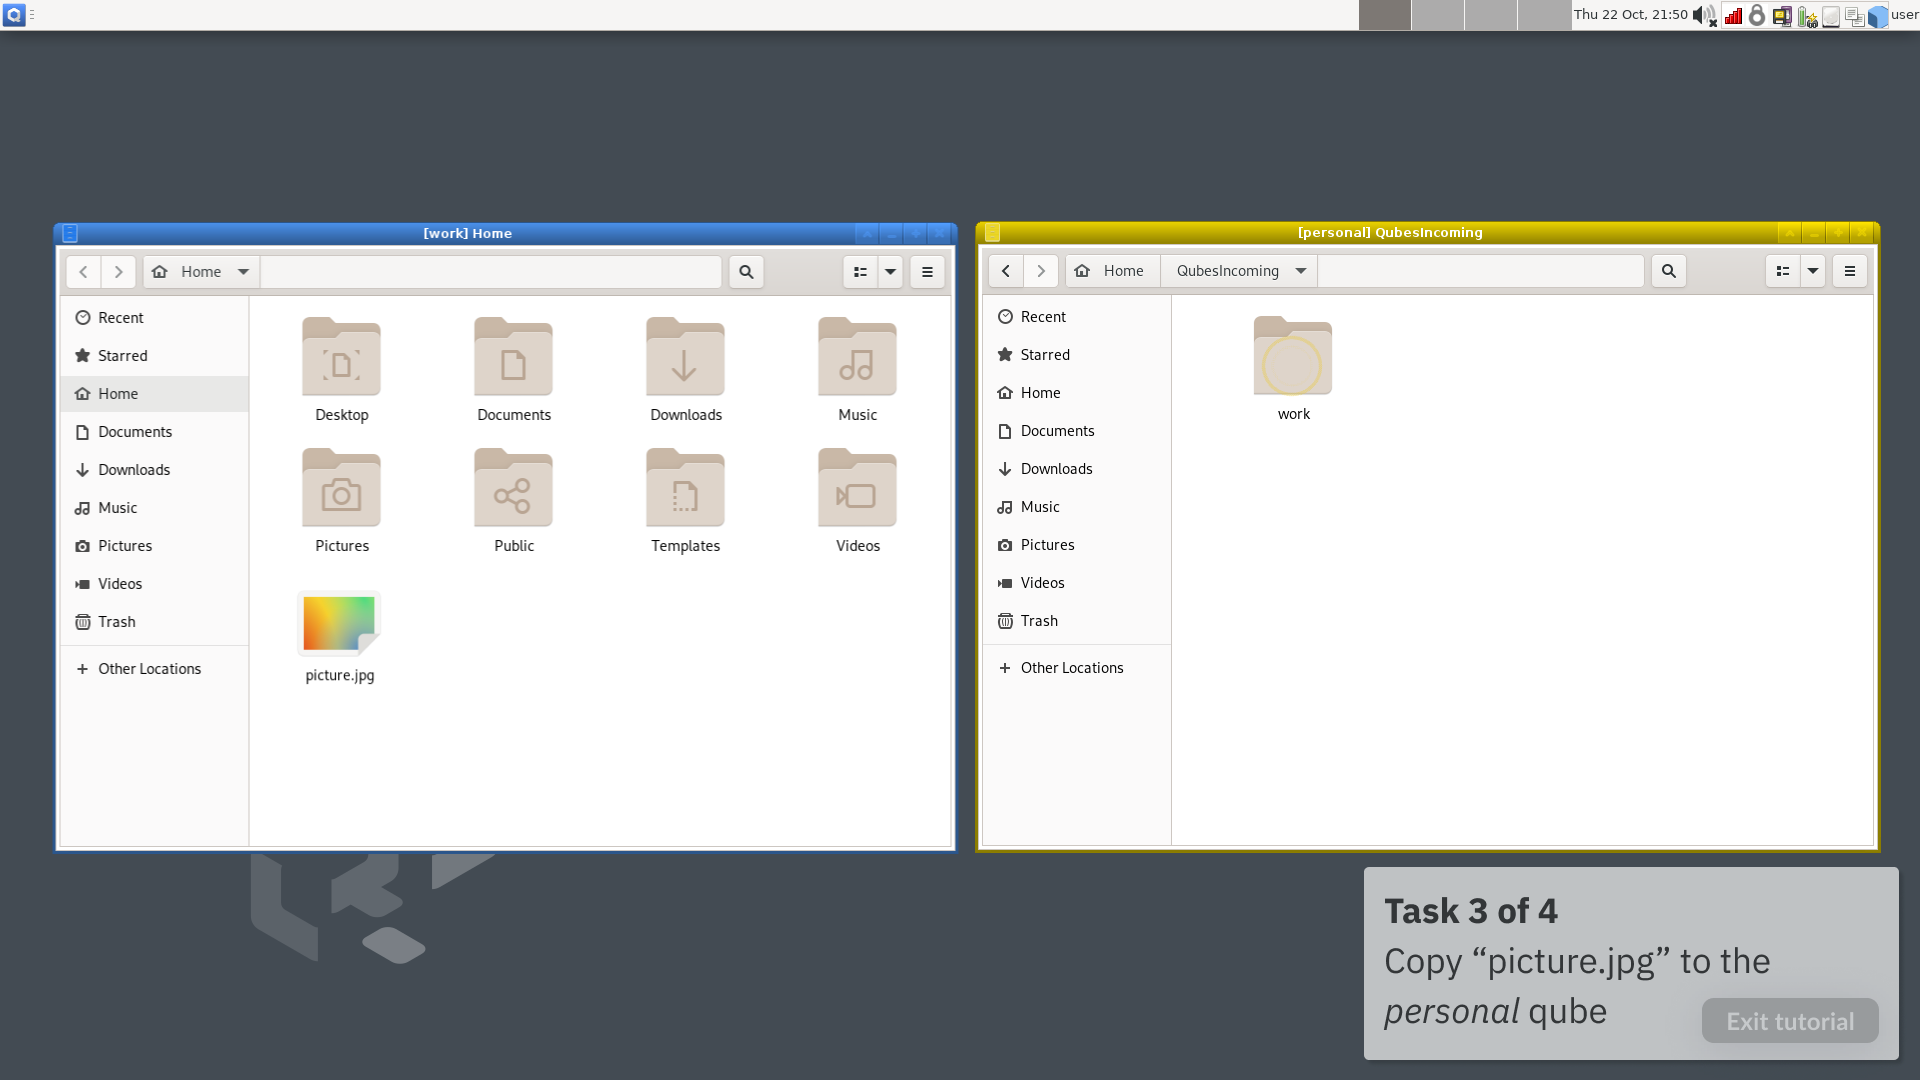 Thu 22 Oct, 21:50
user
[work] Home
Home
Recent
Starred
Home
Documents
Downloads
Music
Pictures
Videos
Trash
Other Locations
Desktop
Documents
Downloads
Music
Pictures
Public
Templates
Videos
picture.jpg
[personal] QubesIncoming
Home
QubesIncoming
Recent
Starred
Home
Documents
Downloads
Music
Pictures
Videos
Trash
Other Locations
work
Task 3 of 4
Copy “picture.jpg” to the
personal qube
Exit tutorial